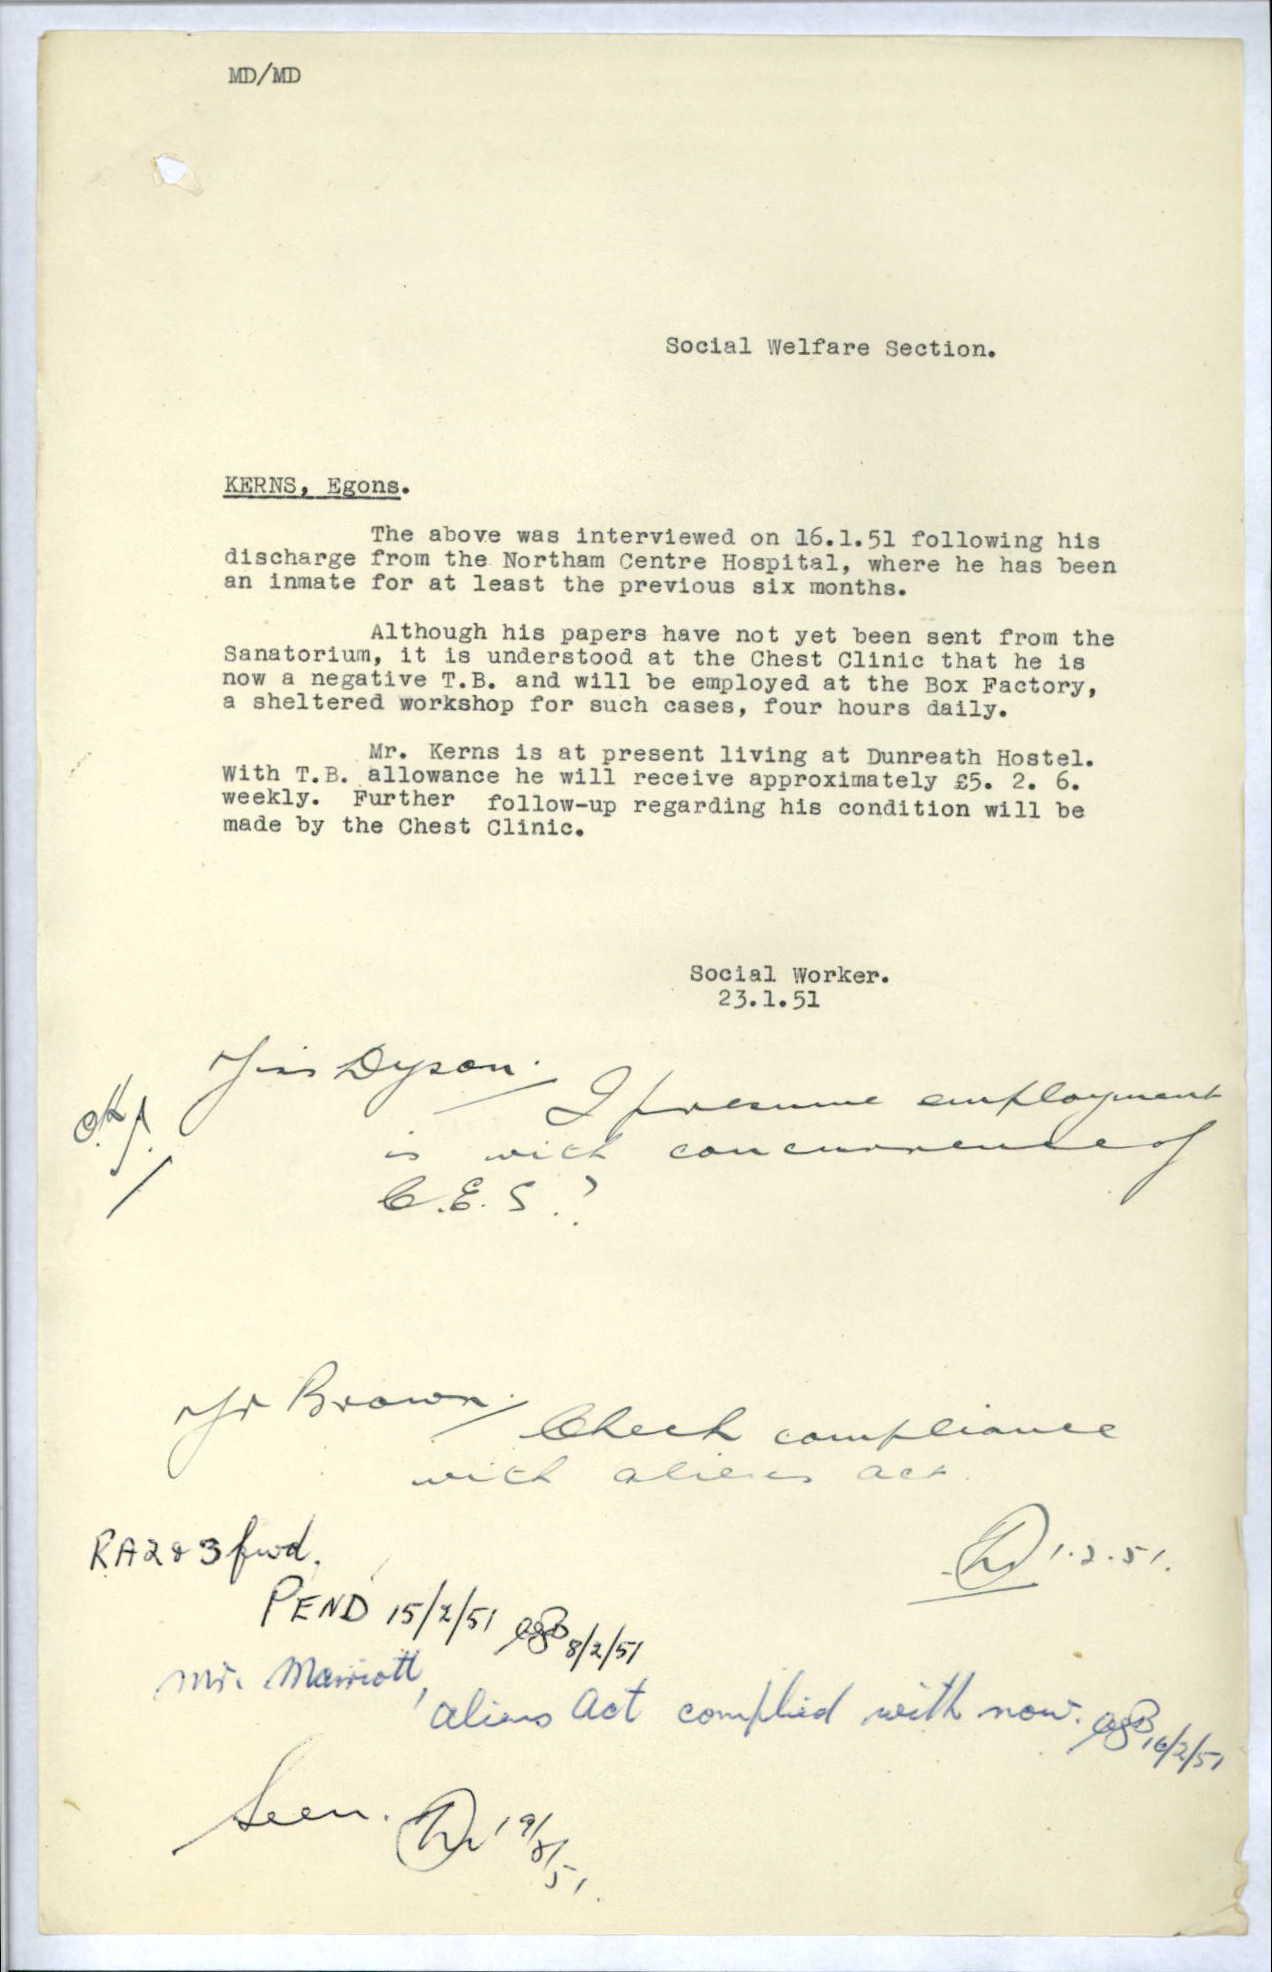 MD/MD
Social Welfare Section.
KERNS, Egons.
The above was interviewed on 16.1.51 following his
discharge from the Northam Centre Hospital, where he has been
an inmate for at least the previous six months.
Although his papers have not yet been sent from the
Sanatorium, it is understood at the Chest Clinic that he is
now a negative T.B. and will be employed at the Box Factory,
a sheltered workshop for such cases, four hours daily.
Mr. Kerns is at present living at Dunreath Hostel.
With T.B. allowance he will receive approximately £5. 2. 6.
weekly. Further follow-up regarding his condition will be
made by the Chest Clinic.
Social Worker.
23.1.51
Miss Dyson.
I presume employment
is with concurrence of
C.E.S.?
Mr Brown.
Check compliance
with aliens act.
1.2.51.
RA2 & 3 fwd.
PEND 15/2/51 AGB 8/2/51
Mr. Marriott,
Aliens Act complied with now. AGB 16/2/51
Seen. 19/2/51.